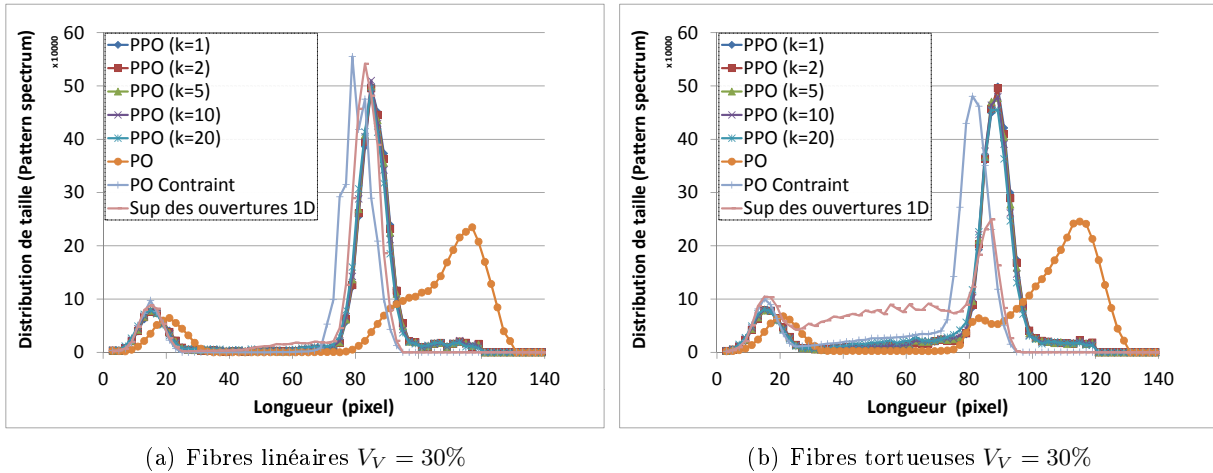 Distribution de taille (Pattern spectrum)
x10000
60
50
40
30
20
10
0
PPO (k=1)
PPO (k=2)
PPO (k=5)
PPO (k=10)
PPO (k=20)
PO
PO Contraint
Sup des ouvertures 1D
0 20 40 60 80 100 120 140
Longueur (pixel)
(a) Fibres linéaires V_V = 30%
Distribution de taille (Pattern spectrum)
x10000
60
50
40
30
20
10
0
PPO (k=1)
PPO (k=2)
PPO (k=5)
PPO (k=10)
PPO (k=20)
PO
PO Contraint
Sup des ouvertures 1D
0 20 40 60 80 100 120 140
Longueur (pixel)
(b) Fibres tortueuses V_V = 30%